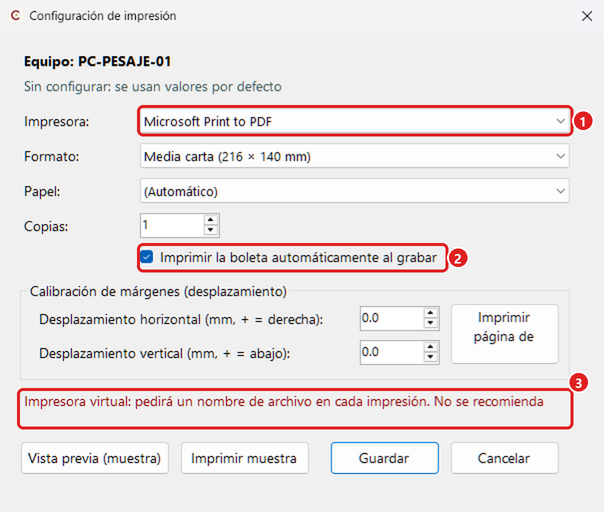 Configuración de impresión
Equipo: PC-PESAJE-01
Sin configurar: se usan valores por defecto
Impresora: Microsoft Print to PDF 1
Formato: Media carta (216 × 140 mm)
Papel: (Automático)
Copias: 1
Imprimir la boleta automáticamente al grabar 2
Calibración de márgenes (desplazamiento)
Desplazamiento horizontal (mm, + = derecha): 0.0
Desplazamiento vertical (mm, + = abajo): 0.0
Imprimir
página de
3
Impresora virtual: pedirá un nombre de archivo en cada impresión. No se recomienda
Vista previa (muestra) Imprimir muestra Guardar Cancelar